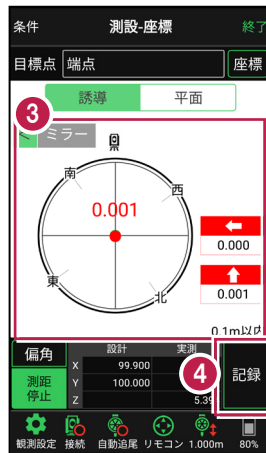 条件 測設-座標 終了
目標点 端点 座標
誘導 平面
3
< ミラー
南
西
0.001
0.000
東
北
0.001
0.1m以内
偏角 設計 実測
X 99.900
測距停止 Y 100.000
Z 5.39
4
記録
観測設定 接続 自動追尾 リモコン 1.000m 80%